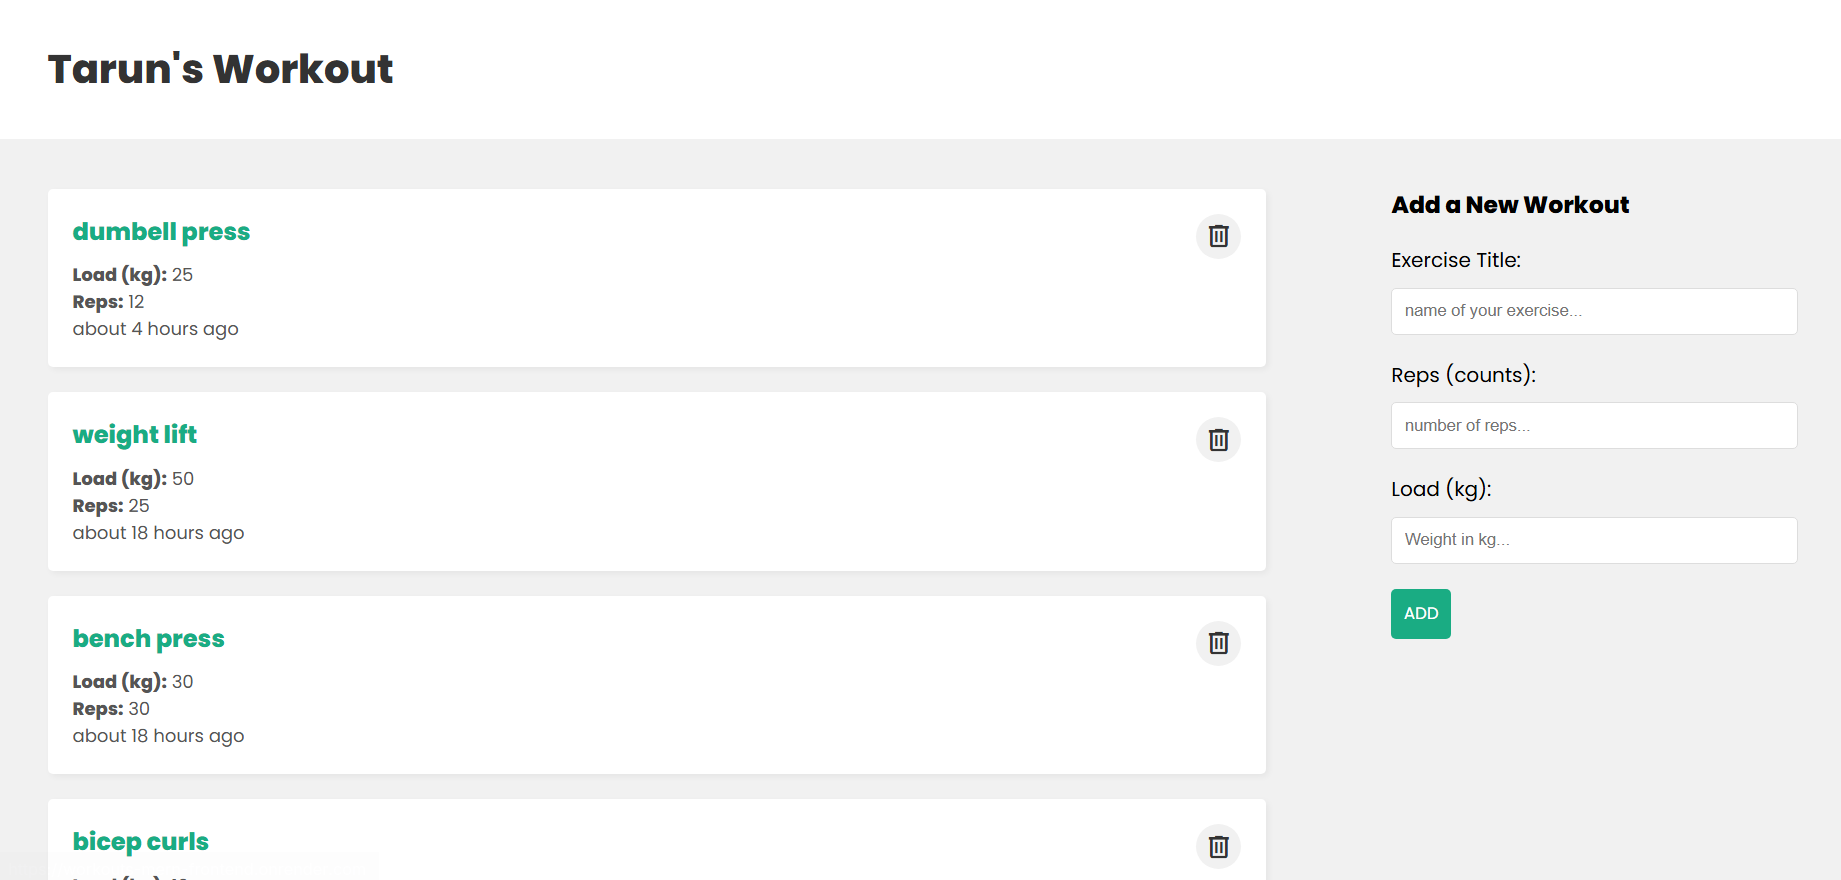 Tarun's Workout
dumbell press
Load (kg): 25
Reps: 12
about 4 hours ago
weight lift
Load (kg): 50
Reps: 25
about 18 hours ago
bench press
Load (kg): 30
Reps: 30
about 18 hours ago
bicep curls
Add a New Workout
Exercise Title:
name of your exercise...
Reps (counts):
number of reps...
Load (kg):
Weight in kg...
ADD